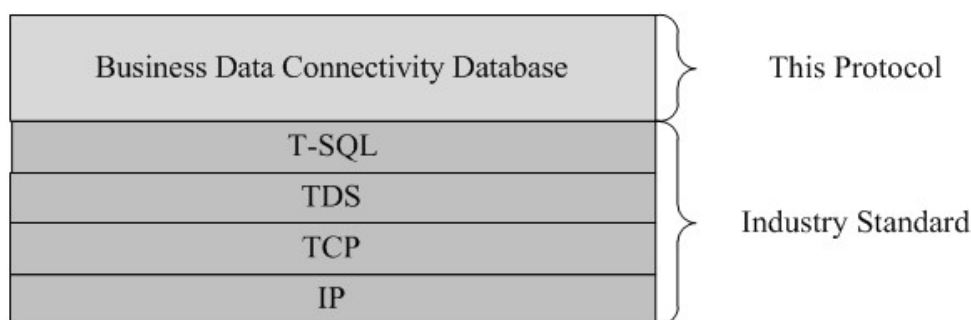 Business Data Connectivity Database
This Protocol
T-SQL
TDS
TCP
IP
Industry Standard